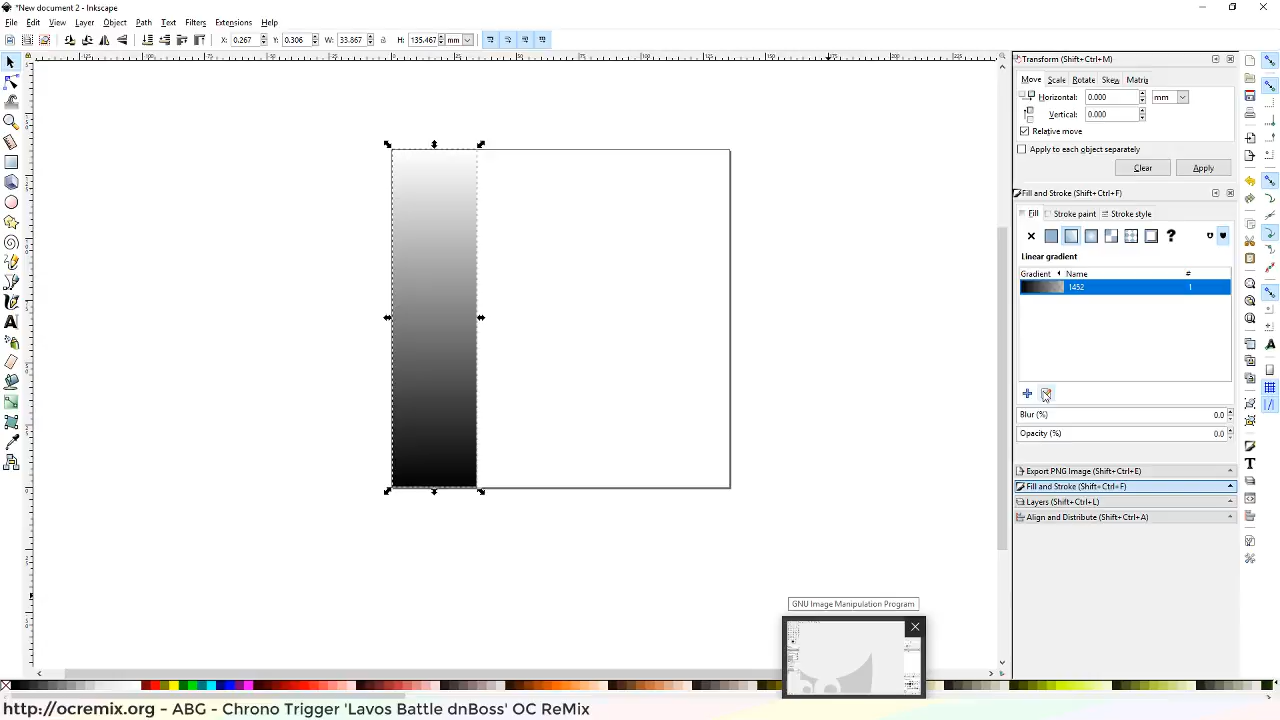 *New document 2 - Inkscape
File Edit View Layer Object Path Text Filters Extensions Help
X: 0.267 Y: 0.306 W: 33.867 H: 135.467 mm
Transform (Shift+Ctrl+M)
Move Scale Rotate Skew Matrix
Horizontal: 0.000 mm
Vertical: 0.000
Relative move
Apply to each object separately
Clear Apply
Fill and Stroke (Shift+Ctrl+F)
Fill Stroke paint Stroke style
Linear gradient
Gradient Name #
1452 1
Blur (%) 0.0
Opacity (%) 0.0
Export PNG Image (Shift+Ctrl+E)
Fill and Stroke (Shift+Ctrl+F)
Layers (Shift+Ctrl+L)
Align and Distribute (Shift+Ctrl+A)
GNU Image Manipulation Program
http://ocremix.org - ABG - Chrono Trigger 'Lavos Battle dnBoss' OC ReMix